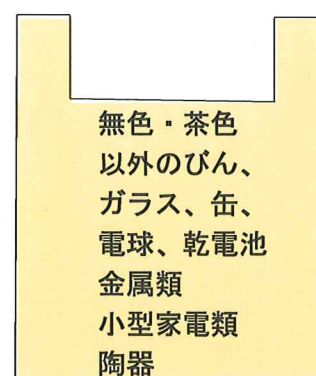 無色・茶色
以外のびん、
ガラス、缶、
電球、乾電池
金属類
小型家電類
陶器